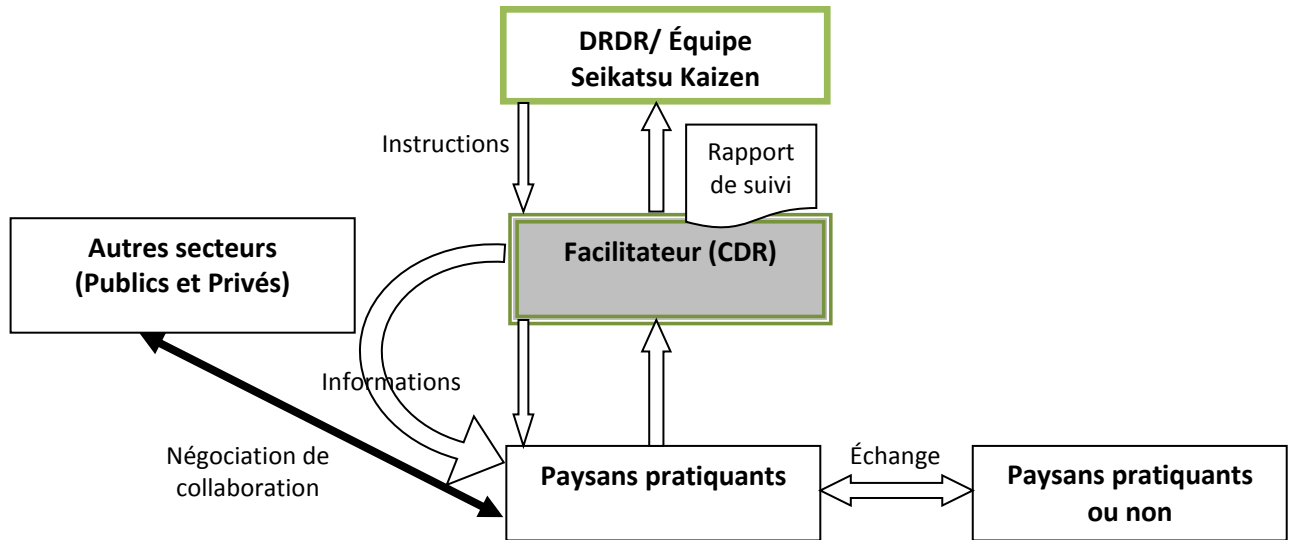 DRDR/ Équipe
Seikatsu Kaizen
Instructions
Rapport
de suivi
Autres secteurs
(Publics et Privés)
Facilitateur (CDR)
Informations
Négociation de
collaboration
Paysans pratiquants
Échange
Paysans pratiquants
ou non